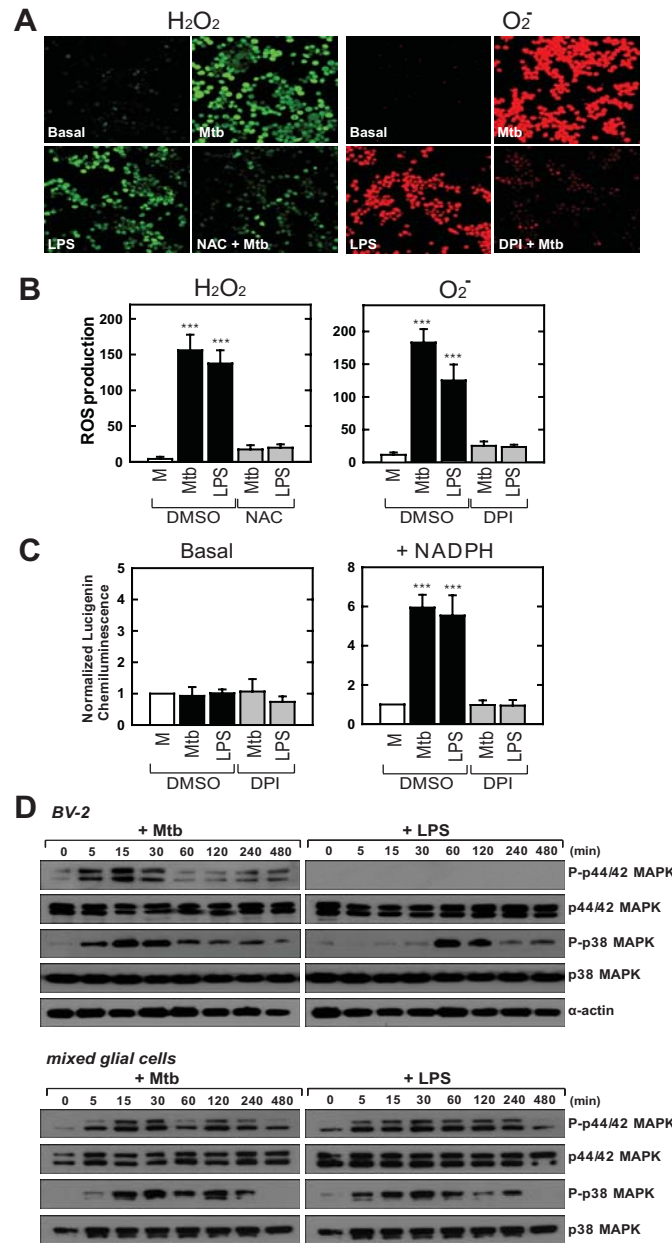 A
H₂O₂ O₂⁻
Basal Mtb Basal Mtb
LPS NAC + Mtb LPS DPI + Mtb
B
H₂O₂ O₂⁻
ROS production
200
150
100
50
0
*** ***
M Mtb LPS Mtb LPS
DMSO NAC
200
150
100
50
0
*** ***
M Mtb LPS Mtb LPS
DMSO DPI
C
Basal + NADPH
Normalized Lucigenin
Chemiluminescence
5
4
3
2
1
0
M Mtb LPS Mtb LPS
DMSO DPI
8
6
4
2
0
*** ***
M Mtb LPS Mtb LPS
DMSO DPI
D BV-2
+ Mtb + LPS
0 5 15 30 60 120 240 480 0 5 15 30 60 120 240 480 (min)
P-p44/42 MAPK
p44/42 MAPK
P-p38 MAPK
p38 MAPK
α-actin
mixed glial cells
+ Mtb + LPS
0 5 15 30 60 120 240 480 0 5 15 30 60 120 240 480 (min)
P-p44/42 MAPK
p44/42 MAPK
P-p38 MAPK
p38 MAPK